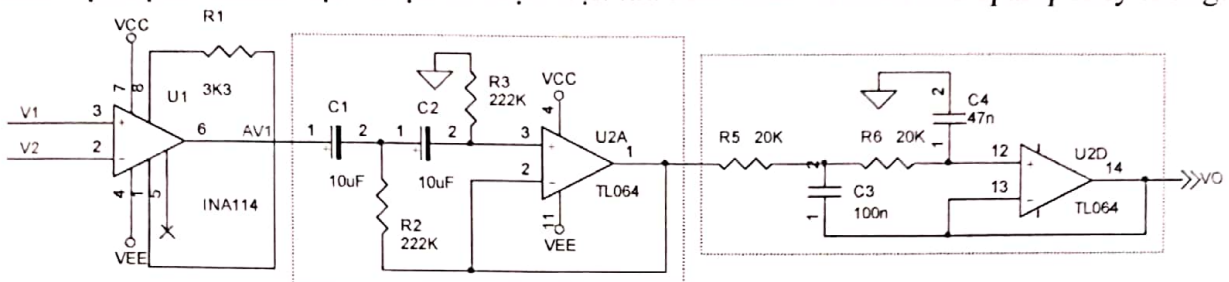 R1
VCC
7
8
3K3
U1
V1
3
+
V2
2
-
6
AV1
4
1
5
INA114
VEE
C1
1
2
10uF
C2
1
2
10uF
R3
222K
R2
222K
VCC
4
3
+
2
-
U2A
1
TL064
11
VEE
R5 20K
2
C3
100n
1
R6 20K
2
C4
47n
1
12
+
13
-
U2D
14
TL064
VO